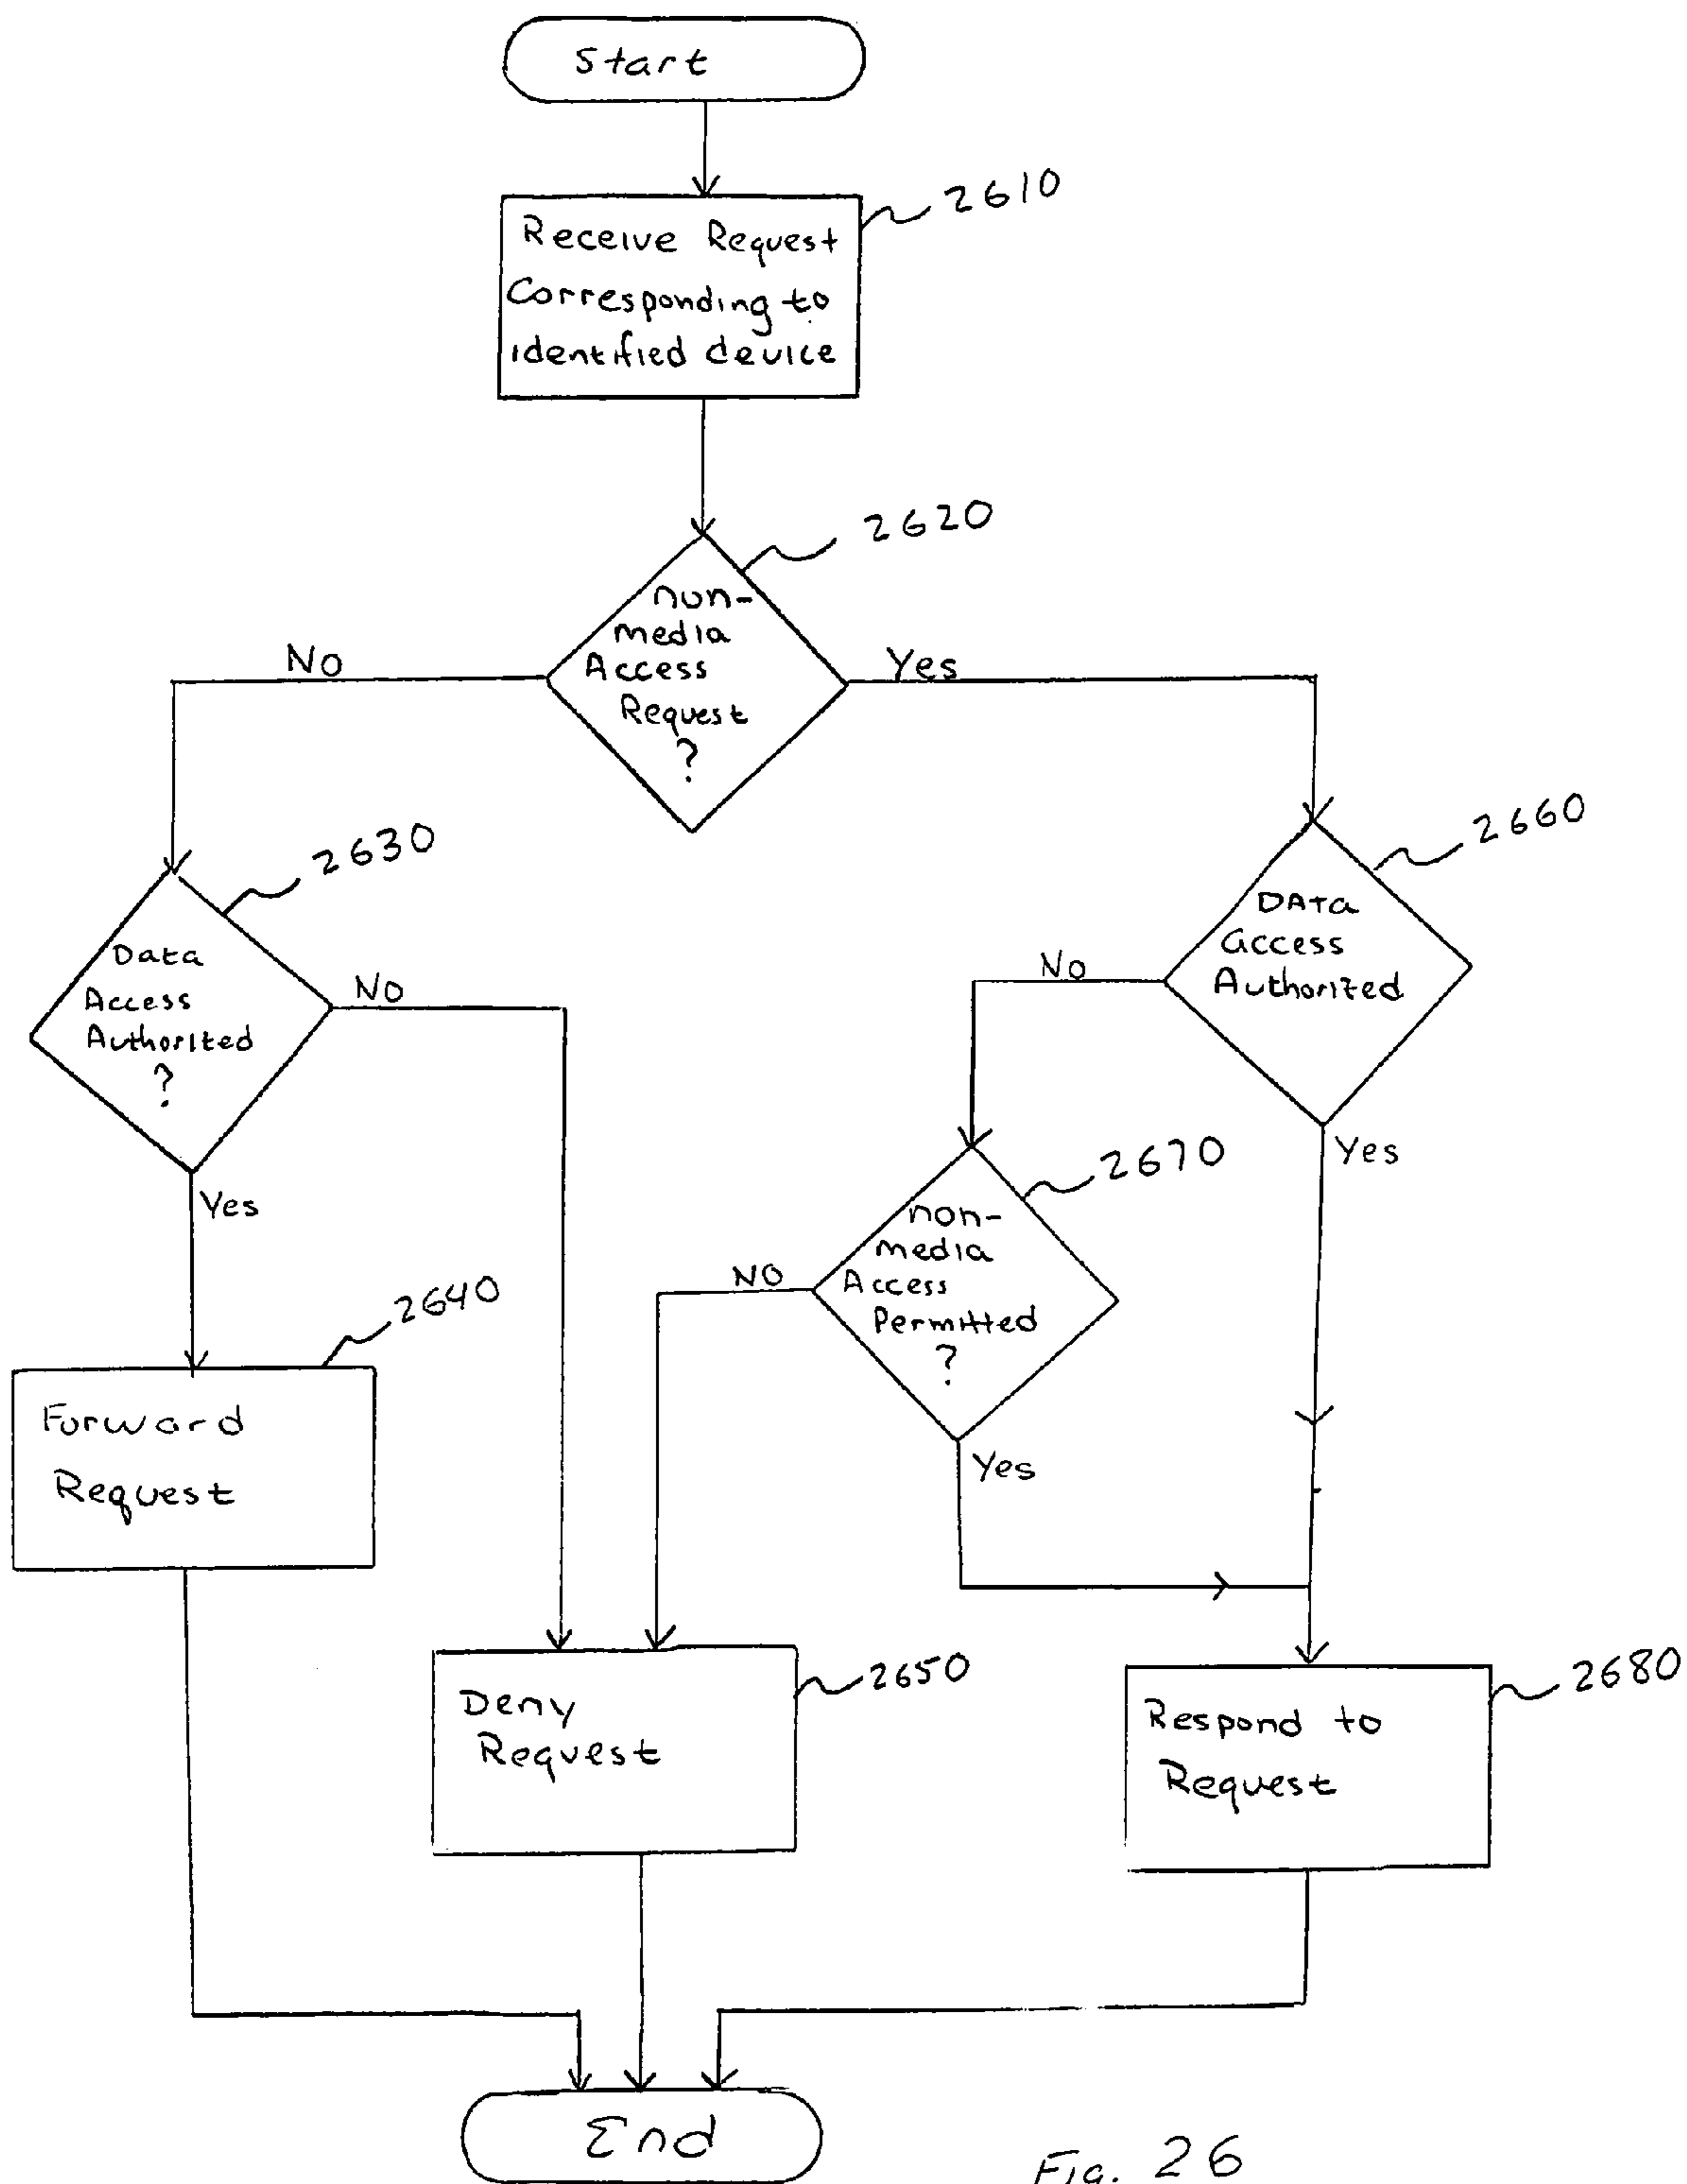 Start
2610
Receive Request
Corresponding to
identified device
2620
non-
media
Access
Request
?
No
Yes
2630
Data
Access
Authorized
?
No
Yes
2660
Data
access
Authorized
No
Yes
2670
non-
media
Access
Permitted
?
NO
Yes
2640
Forward
Request
2650
Deny
Request
2680
Respond to
Request
End
Fig. 26